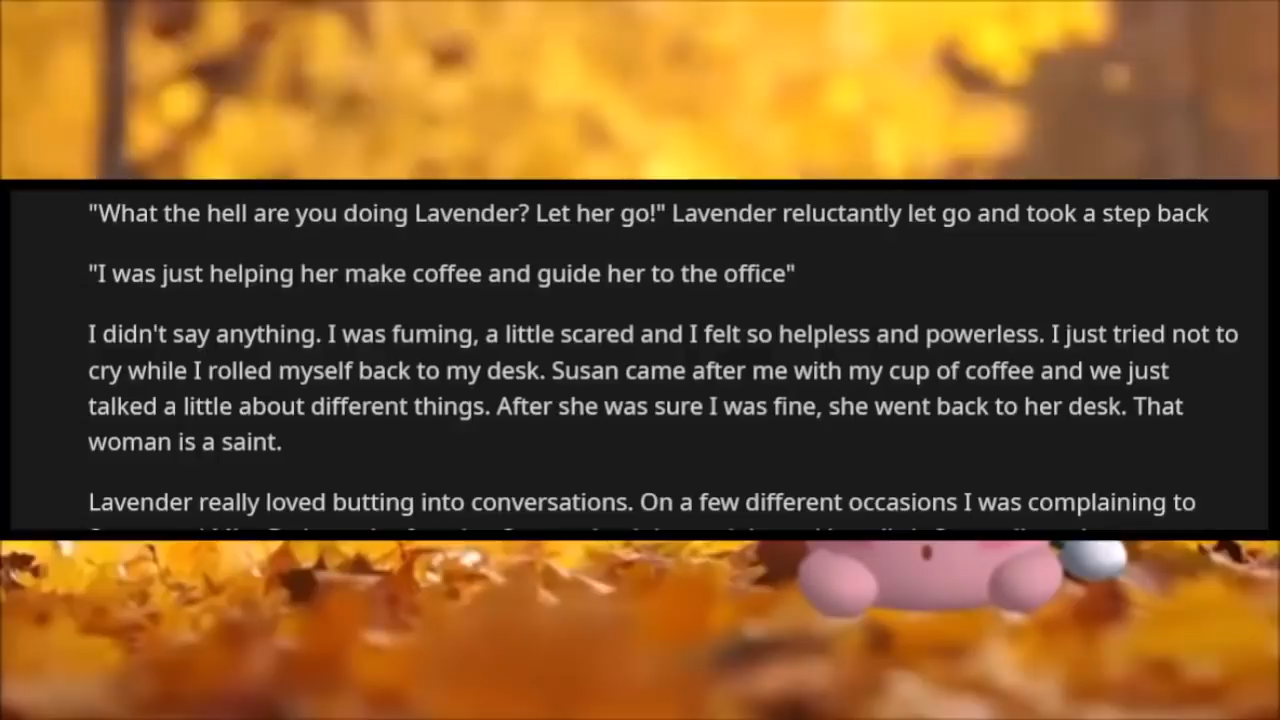 "What the hell are you doing Lavender? Let her go!" Lavender reluctantly let go and took a step back
"I was just helping her make coffee and guide her to the office"
I didn't say anything. I was fuming, a little scared and I felt so helpless and powerless. I just tried not to
cry while I rolled myself back to my desk. Susan came after me with my cup of coffee and we just
talked a little about different things. After she was sure I was fine, she went back to her desk. That
woman is a saint.
Lavender really loved butting into conversations. On a few different occasions I was complaining to